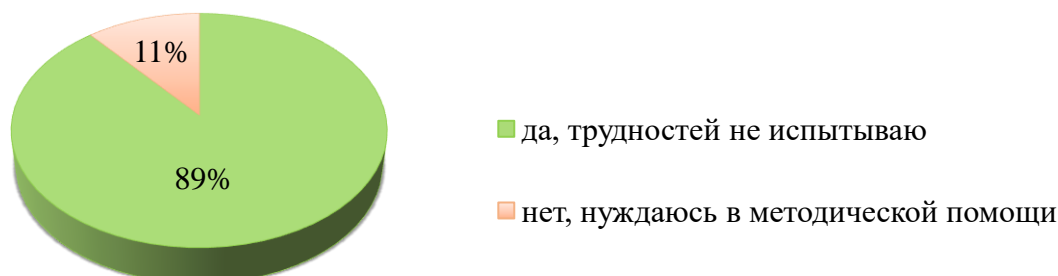 11%
89%
да, трудностей не испытываю
нет, нуждаюсь в методической помощи